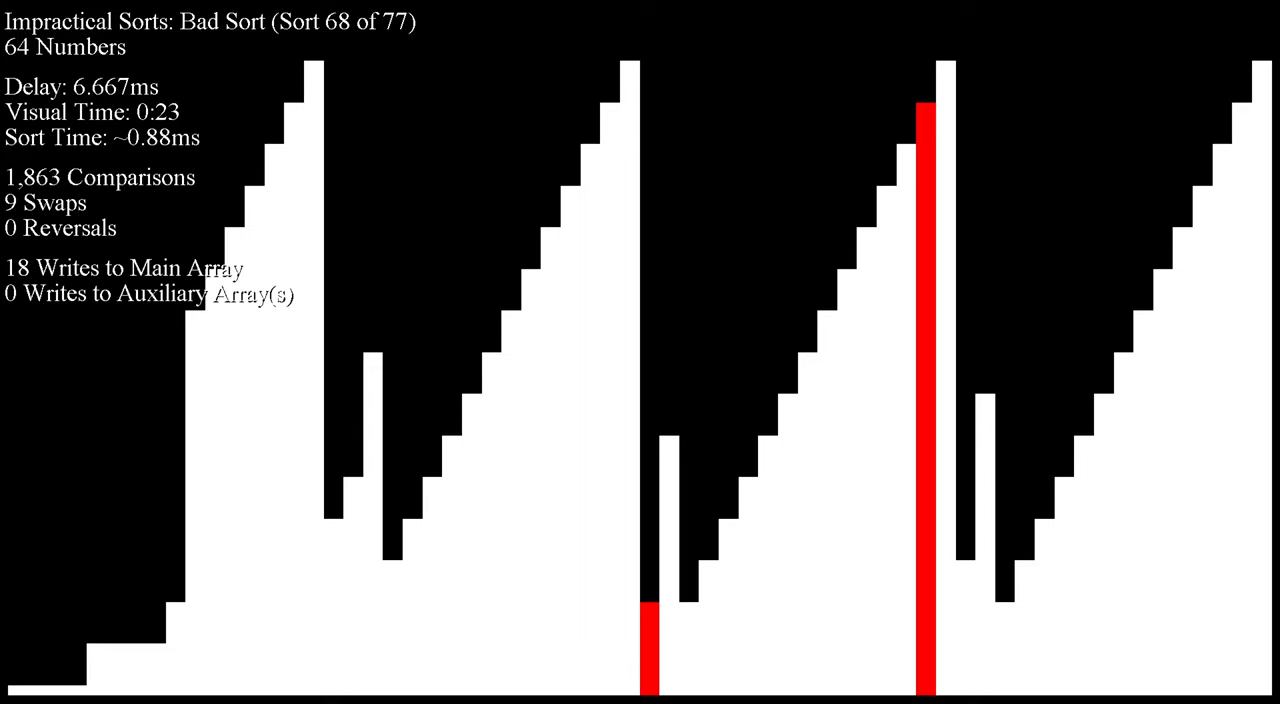 Impractical Sorts: Bad Sort (Sort 68 of 77)
64 Numbers
Delay: 6.667ms
Visual Time: 0:23
Sort Time: ~0.88ms
1,863 Comparisons
9 Swaps
0 Reversals
18 Writes to Main Array
0 Writes to Auxiliary Array(s)